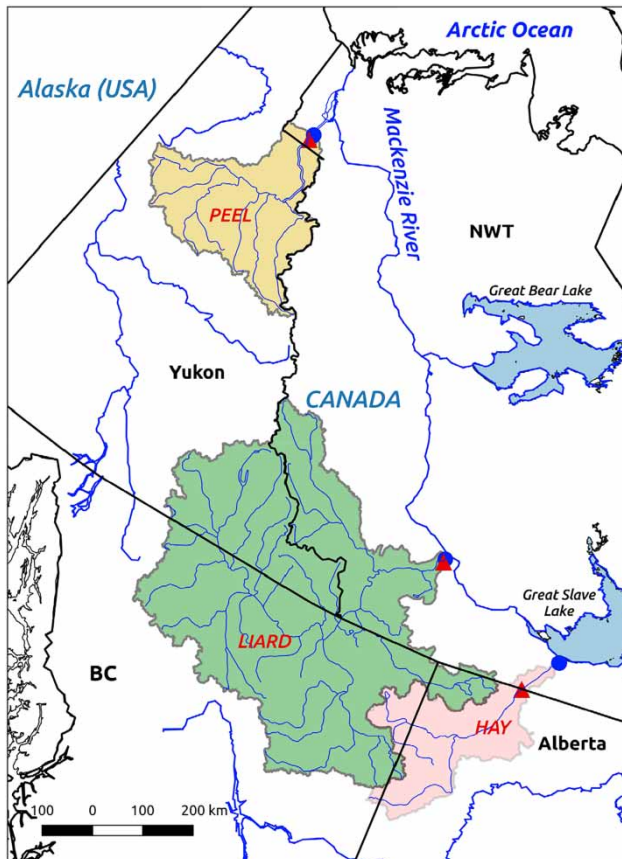 Arctic Ocean
Alaska (USA)
Mackenzie River
PEEL
NWT
Great Bear Lake
Yukon
CANADA
Great Slave
Lake
LIARD
BC
HAY
Alberta
100 0 100 200 km